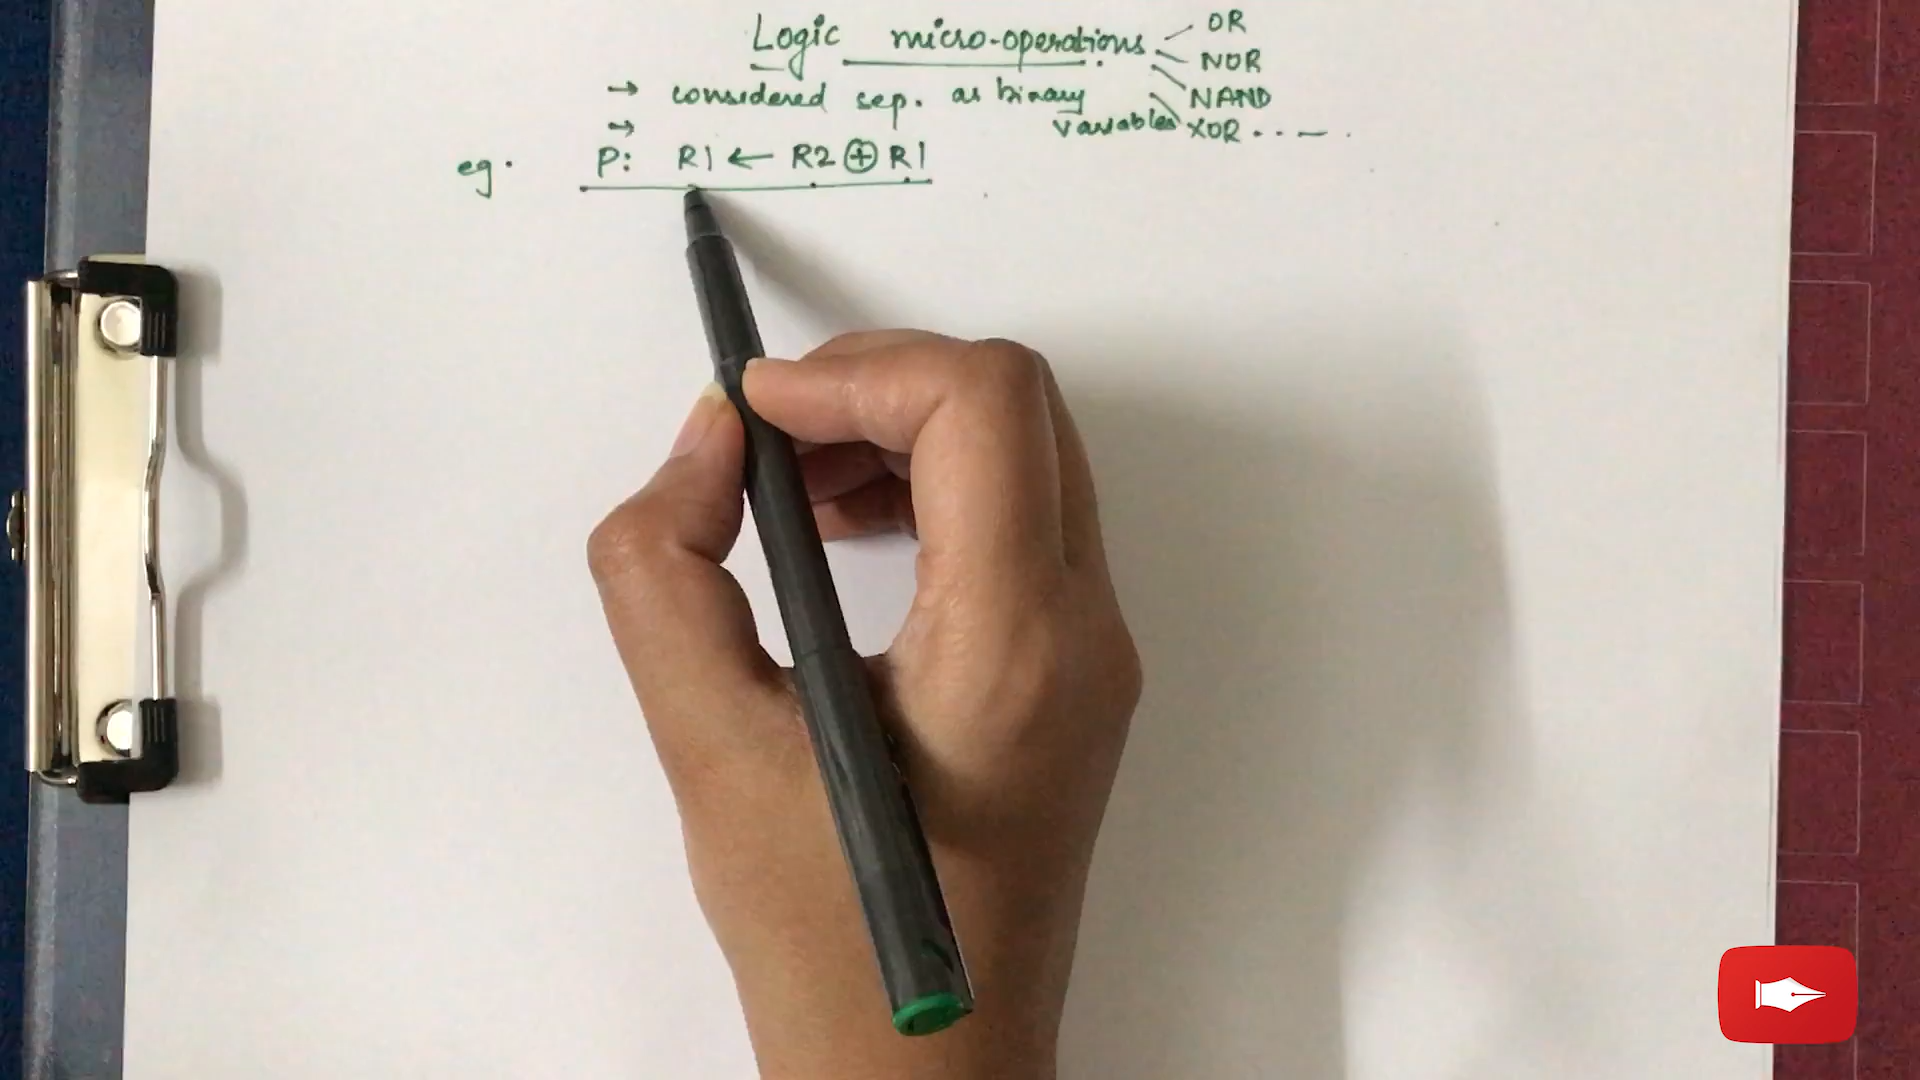 Logic micro-operations
OR
NOR
NAND
XOR . . — .
→ considered sep. as binary variables
→
eg. P: R1 ← R2 ⊕ R1